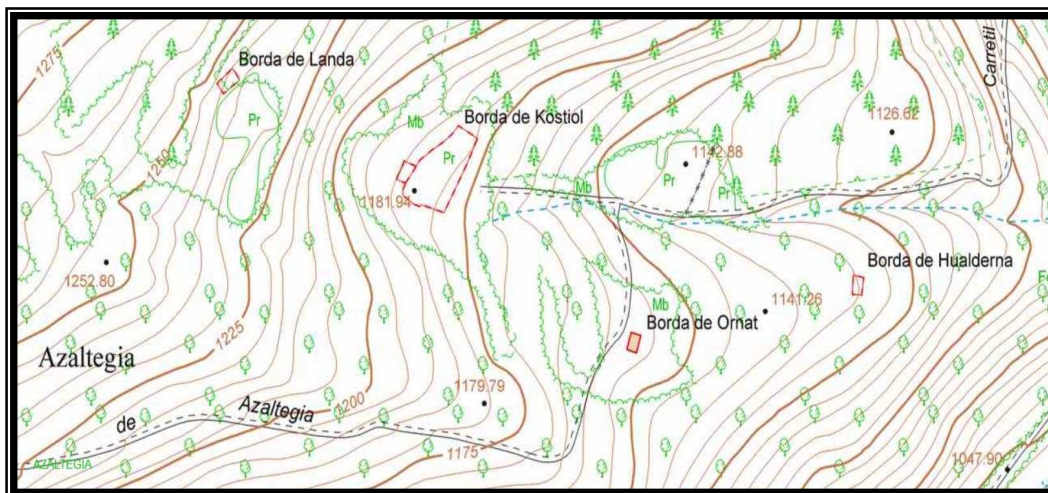 1275
Borda de Landa
Carretil
Borda de Kostiol
Mb
Pr
1126.62
1250
Pr
1142.88
Mb
Pr
Pr
1181.94
1252.80
Borda de Hualderna
Mb
1141.26
Borda de Ornat
1225
Azaltegia
1179.79
1200
Azaltegia
de
1175
AZALTEGIA
1047.90